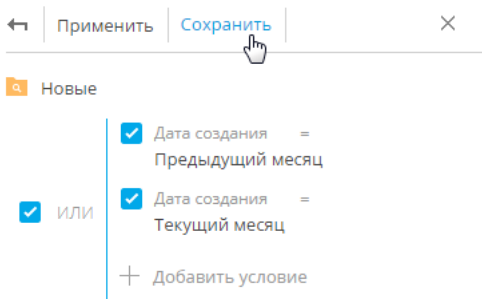 Применить Сохранить
Новые
Дата создания =
Предыдущий месяц
ИЛИ
Дата создания =
Текущий месяц
Добавить условие